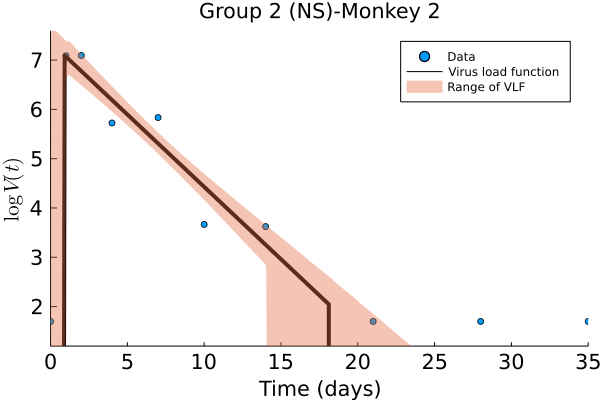 Group 2 (NS)-Monkey 2
Data
Virus load function
Range of VLF
log V(t)
7
6
5
4
3
2
0
5
10
15
20
25
30
35
Time (days)